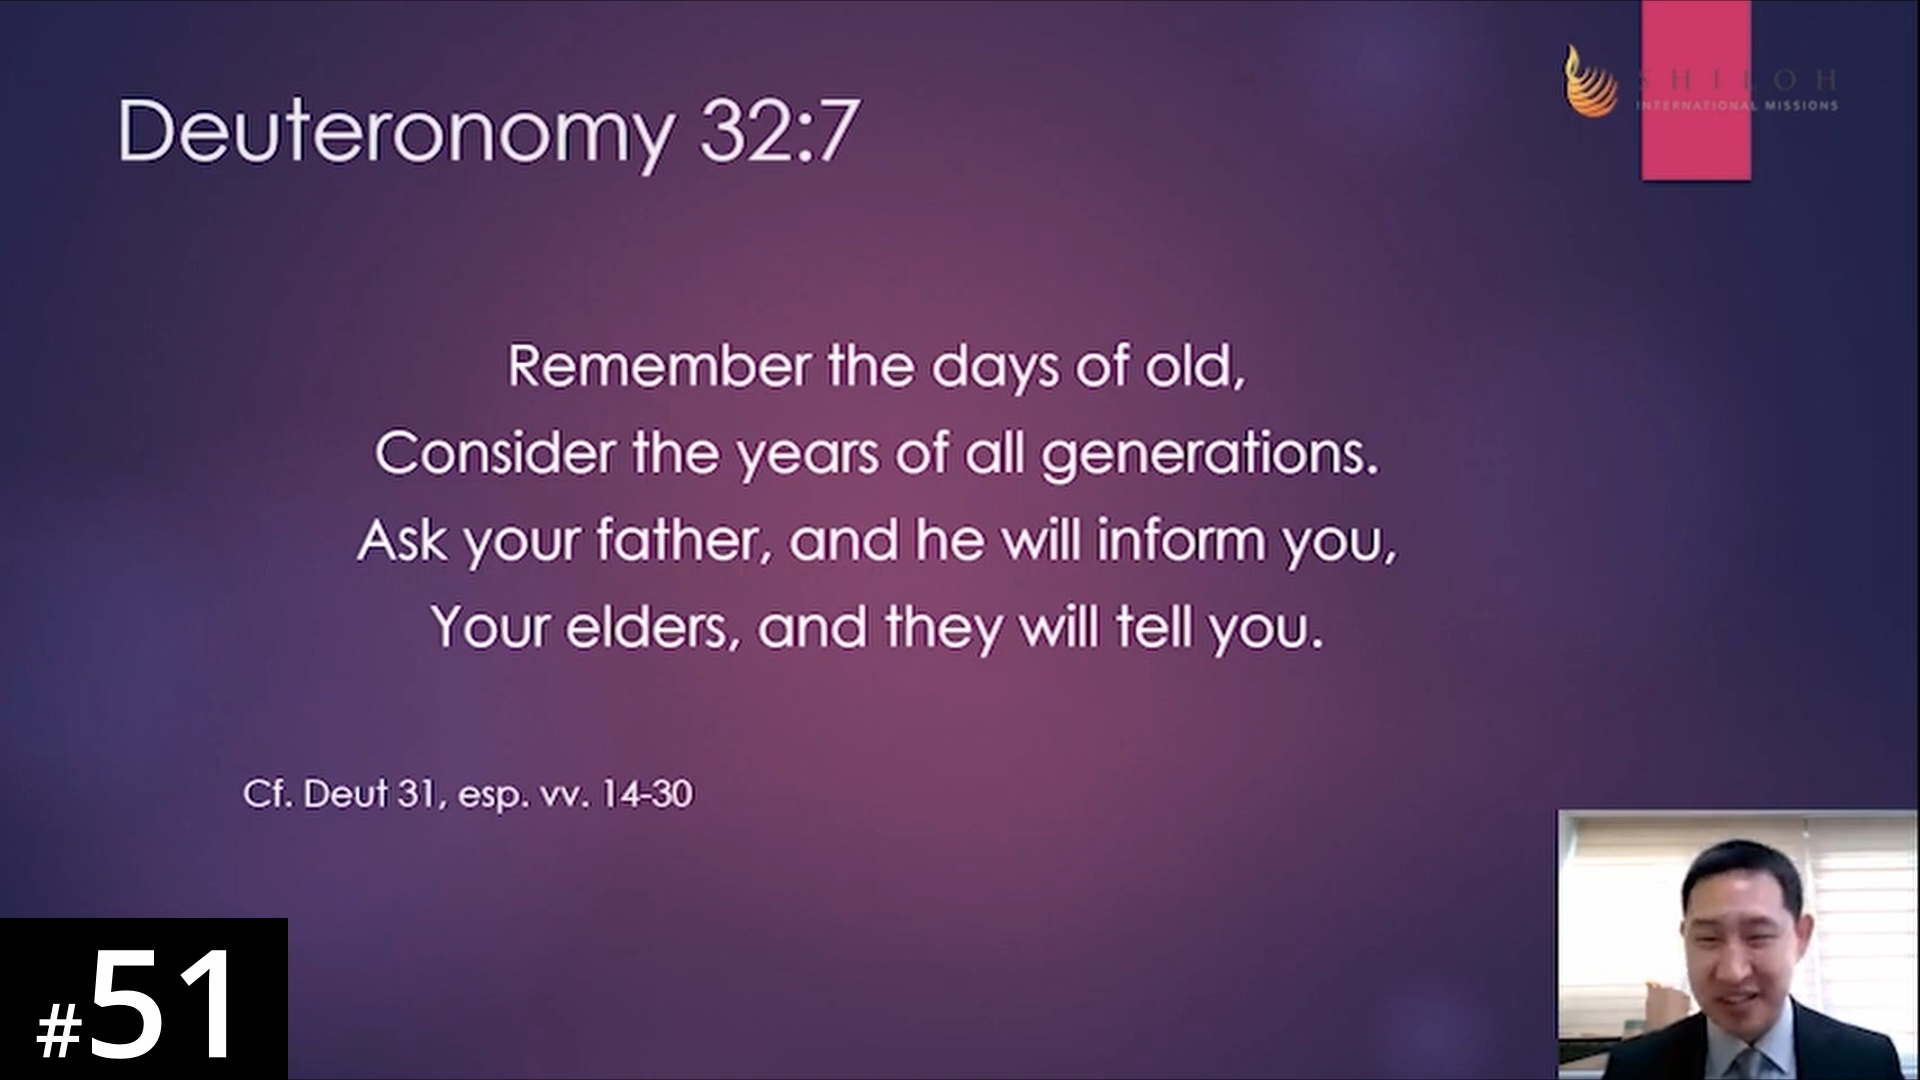 Deuteronomy 32:7
SHILOH
INTERNATIONAL MISSIONS
Remember the days of old,
Consider the years of all generations.
Ask your father, and he will inform you,
Your elders, and they will tell you.
Cf. Deut 31, esp. vv. 14-30
#51